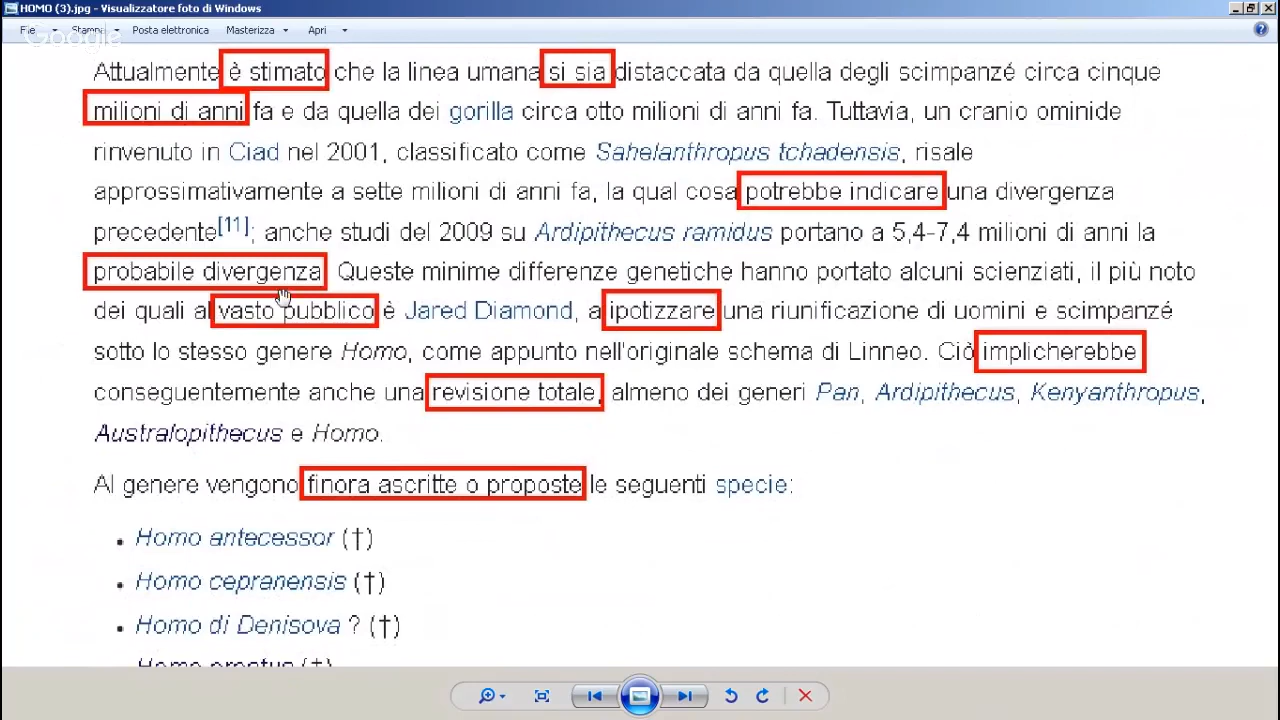 HOMO (3).jpg - Visualizzatore foto di Windows
File Stampa Posta elettronica Masterizza Apri
Google
Attualmente è stimato che la linea umana si sia distaccata da quella degli scimpanzé circa cinque
milioni di anni fa e da quella dei gorilla circa otto milioni di anni fa. Tuttavia, un cranio ominide
rinvenuto in Ciad nel 2001, classificato come Sahelanthropus tchadensis, risale
approssimativamente a sette milioni di anni fa, la qual cosa potrebbe indicare una divergenza
precedente[11]; anche studi del 2009 su Ardipithecus ramidus portano a 5,4-7,4 milioni di anni la
probabile divergenza Queste minime differenze genetiche hanno portato alcuni scienziati, il più noto
dei quali al vasto pubblico è Jared Diamond, a ipotizzare una riunificazione di uomini e scimpanzé
sotto lo stesso genere Homo, come appunto nell'originale schema di Linneo. Ciò implicherebbe
conseguentemente anche una revisione totale, almeno dei generi Pan, Ardipithecus, Kenyanthropus,
Australopithecus e Homo.
Al genere vengono finora ascritte o proposte le seguenti specie:
• Homo antecessor (†)
• Homo cepranensis (†)
• Homo di Denisova ? (†)
Homo erectus (†)